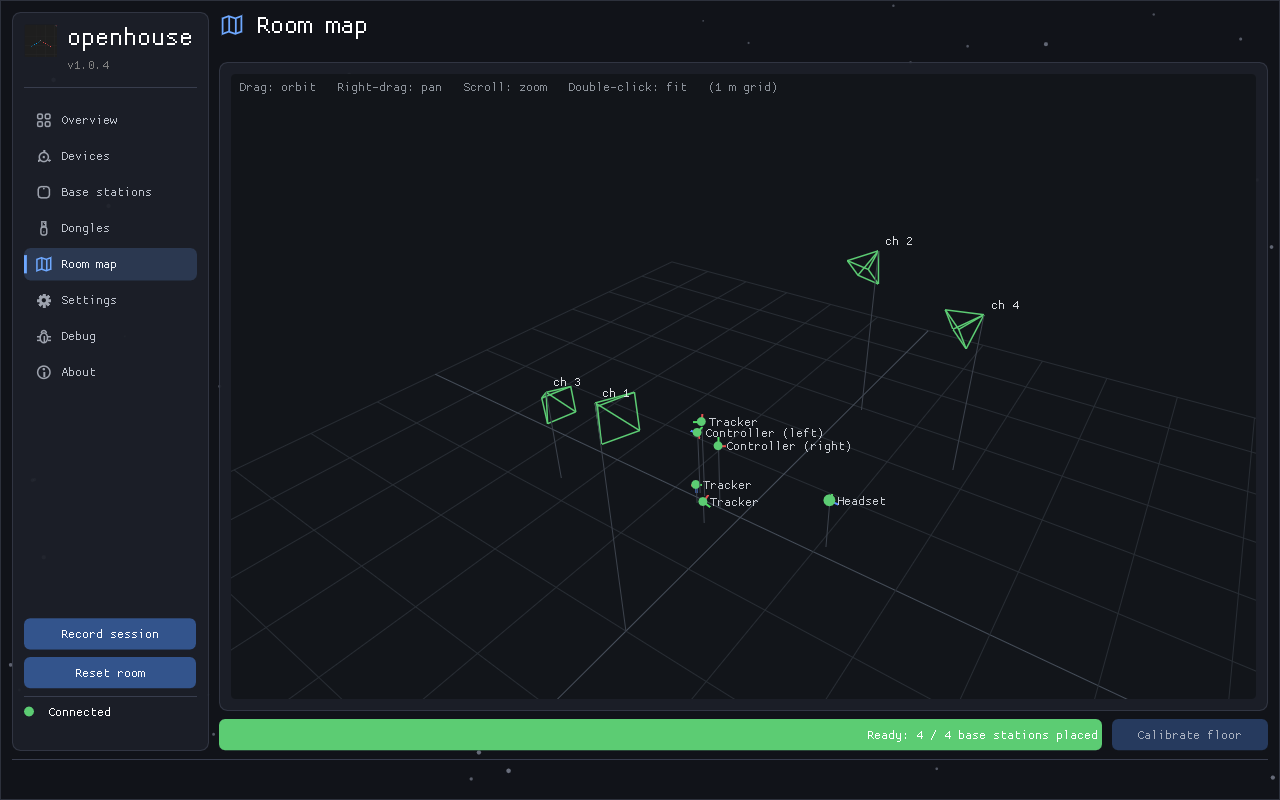 openhouse
v1.0.4
Overview
Devices
Base stations
Dongles
Room map
Settings
Debug
About
Record session
Reset room
Connected
Room map
Drag: orbit Right-drag: pan Scroll: zoom Double-click: fit (1 m grid)
ch 2
ch 4
ch 3
ch 1
Tracker
Controller (left)
Controller (right)
Tracker
Tracker
Headset
Ready: 4 / 4 base stations placed
Calibrate floor